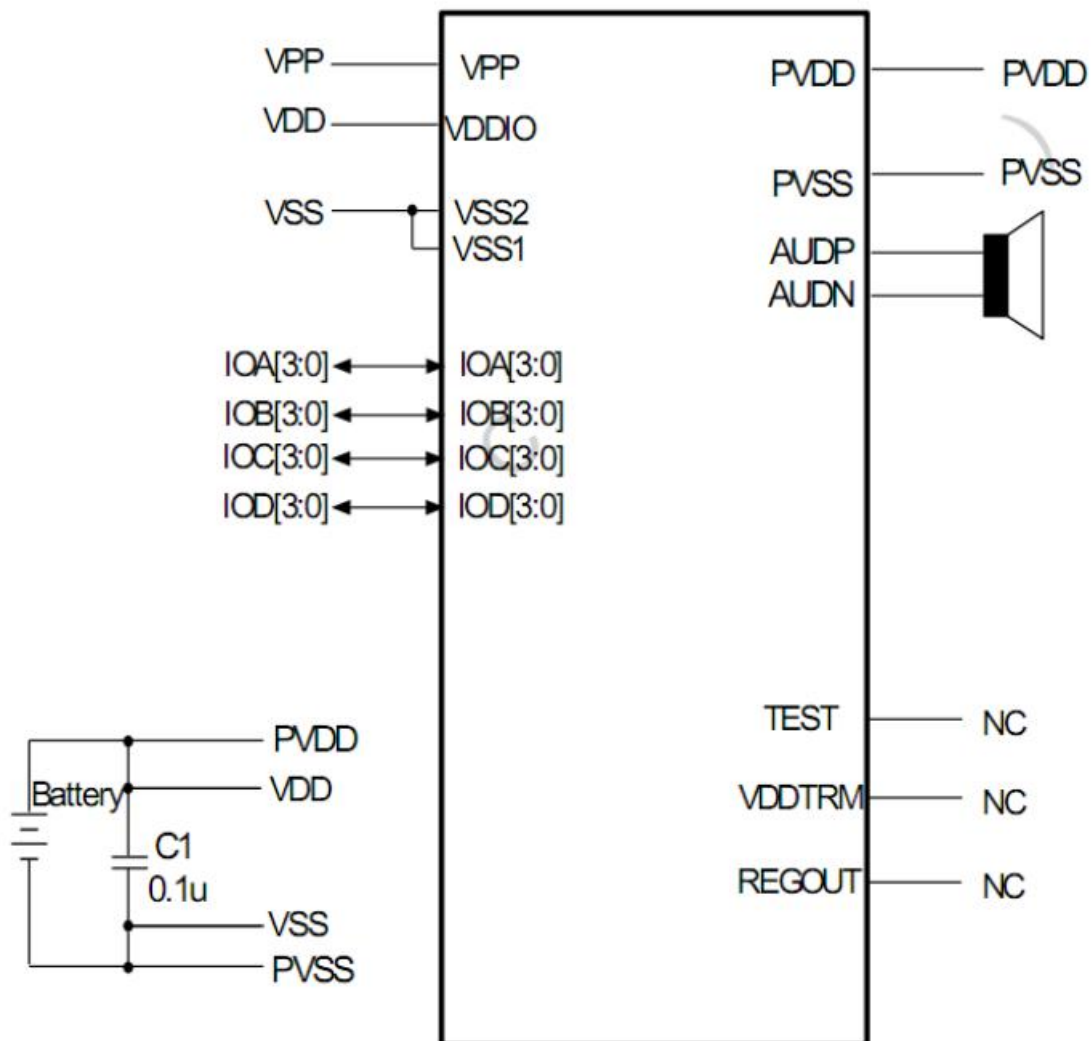 VPP VPP PVDD PVDD
VDD VDDIO
PVSS PVSS
VSS VSS2
VSS1 AUDP
AUDN
IOA[3:0] IOA[3:0]
IOB[3:0] IOB[3:0]
IOC[3:0] IOC[3:0]
IOD[3:0] IOD[3:0]
TEST NC
PVDD
Battery VDD VDDTRM NC
C1
0.1u REGOUT NC
VSS
PVSS